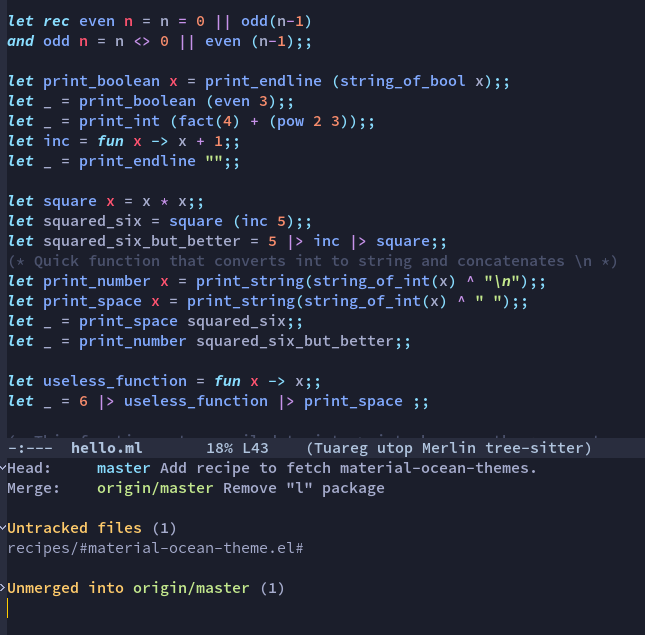 let rec even n = n = 0 || odd(n-1)
and odd n = n <> 0 || even (n-1);;
let print_boolean x = print_endline (string_of_bool x);;
let _ = print_boolean (even 3);;
let _ = print_int (fact(4) + (pow 2 3));;
let inc = fun x -> x + 1;;
let _ = print_endline "";;
let square x = x * x;;
let squared_six = square (inc 5);;
let squared_six_but_better = 5 |> inc |> square;;
(* Quick function that converts int to string and concatenates \n *)
let print_number x = print_string(string_of_int(x) ^ "\n");;
let print_space x = print_string(string_of_int(x) ^ " ");;
let _ = print_space squared_six;;
let _ = print_number squared_six_but_better;;
let useless_function = fun x -> x;;
let _ = 6 |> useless_function |> print_space ;;
-:--- hello.ml 18% L43 (Tuareg utop Merlin tree-sitter)
Head: master Add recipe to fetch material-ocean-themes.
Merge: origin/master Remove "l" package
Untracked files (1)
recipes/#material-ocean-theme.el#
Unmerged into origin/master (1)